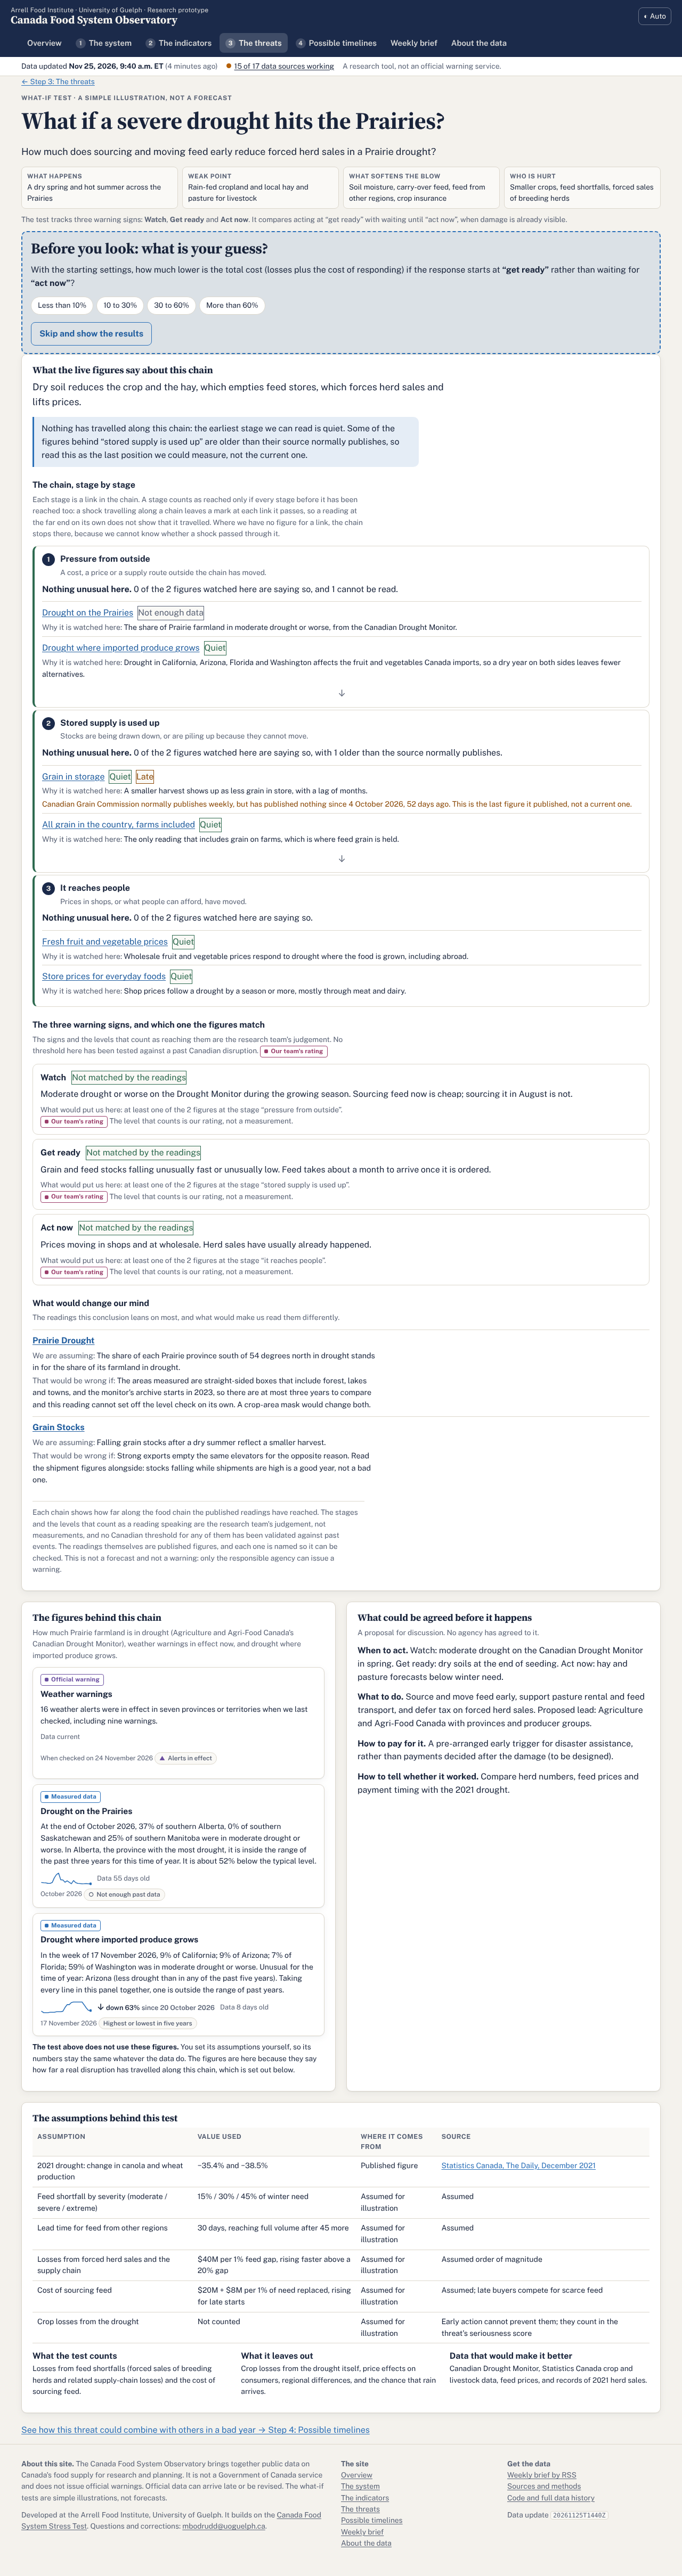 Arrell Food Institute · University of Guelph · Research prototype
Canada Food System Observatory
Auto
Overview
1 The system
2 The indicators
3 The threats
4 Possible timelines
Weekly brief
About the data
Data updated Nov 25, 2026, 9:40 a.m. ET (4 minutes ago)
15 of 17 data sources working
A research tool, not an official warning service.
← Step 3: The threats
WHAT-IF TEST · A SIMPLE ILLUSTRATION, NOT A FORECAST
What if a severe drought hits the Prairies?
How much does sourcing and moving feed early reduce forced herd sales in a Prairie drought?
WHAT HAPPENS
A dry spring and hot summer across the
Prairies
WEAK POINT
Rain-fed cropland and local hay and
pasture for livestock
WHAT SOFTENS THE BLOW
Soil moisture, carry-over feed, feed from
other regions, crop insurance
WHO IS HURT
Smaller crops, feed shortfalls, forced sales
of breeding herds
The test tracks three warning signs: Watch, Get ready and Act now. It compares acting at “get ready” with waiting until “act now”, when damage is already visible.
Before you look: what is your guess?
With the starting settings, how much lower is the total cost (losses plus the cost of responding) if the response starts at “get ready” rather than waiting for
“act now”?
Less than 10%
10 to 30%
30 to 60%
More than 60%
Skip and show the results
What the live figures say about this chain
Dry soil reduces the crop and the hay, which empties feed stores, which forces herd sales and
lifts prices.
Nothing has travelled along this chain: the earliest stage we can read is quiet. Some of the
figures behind “stored supply is used up” are older than their source normally publishes, so
read this as the last position we could measure, not the current one.
The chain, stage by stage
Each stage is a link in the chain. A stage counts as reached only if every stage before it has been
reached too: a shock travelling along a chain leaves a mark at each link it passes, so a reading at
the far end on its own does not show that it travelled. Where we have no figure for a link, the chain
stops there, because we cannot know whether a shock passed through it.
1 Pressure from outside
A cost, a price or a supply route outside the chain has moved.
Nothing unusual here. 0 of the 2 figures watched here are saying so, and 1 cannot be read.
Drought on the Prairies Not enough data
Why it is watched here: The share of Prairie farmland in moderate drought or worse, from the Canadian Drought Monitor.
Drought where imported produce grows Quiet
Why it is watched here: Drought in California, Arizona, Florida and Washington affects the fruit and vegetables Canada imports, so a dry year on both sides leaves fewer
alternatives.
↓
2 Stored supply is used up
Stocks are being drawn down, or are piling up because they cannot move.
Nothing unusual here. 0 of the 2 figures watched here are saying so, with 1 older than the source normally publishes.
Grain in storage Quiet Late
Why it is watched here: A smaller harvest shows up as less grain in store, with a lag of months.
Canadian Grain Commission normally publishes weekly, but has published nothing since 4 October 2026, 52 days ago. This is the last figure it published, not a current one.
All grain in the country, farms included Quiet
Why it is watched here: The only reading that includes grain on farms, which is where feed grain is held.
↓
3 It reaches people
Prices in shops, or what people can afford, have moved.
Nothing unusual here. 0 of the 2 figures watched here are saying so.
Fresh fruit and vegetable prices Quiet
Why it is watched here: Wholesale fruit and vegetable prices respond to drought where the food is grown, including abroad.
Store prices for everyday foods Quiet
Why it is watched here: Shop prices follow a drought by a season or more, mostly through meat and dairy.
The three warning signs, and which one the figures match
The signs and the levels that count as reaching them are the research team's judgement. No
threshold here has been tested against a past Canadian disruption. Our team's rating
Watch Not matched by the readings
Moderate drought or worse on the Drought Monitor during the growing season. Sourcing feed now is cheap; sourcing it in August is not.
What would put us here: at least one of the 2 figures at the stage “pressure from outside”.
Our team's rating The level that counts is our rating, not a measurement.
Get ready Not matched by the readings
Grain and feed stocks falling unusually fast or unusually low. Feed takes about a month to arrive once it is ordered.
What would put us here: at least one of the 2 figures at the stage “stored supply is used up”.
Our team's rating The level that counts is our rating, not a measurement.
Act now Not matched by the readings
Prices moving in shops and at wholesale. Herd sales have usually already happened.
What would put us here: at least one of the 2 figures at the stage “it reaches people”.
Our team's rating The level that counts is our rating, not a measurement.
What would change our mind
The readings this conclusion leans on most, and what would make us read them differently.
Prairie Drought
We are assuming: The share of each Prairie province south of 54 degrees north in drought stands
in for the share of its farmland in drought.
That would be wrong if: The areas measured are straight-sided boxes that include forest, lakes
and towns, and the monitor's archive starts in 2023, so there are at most three years to compare
and this reading cannot set off the level check on its own. A crop-area mask would change both.
Grain Stocks
We are assuming: Falling grain stocks after a dry summer reflect a smaller harvest.
That would be wrong if: Strong exports empty the same elevators for the opposite reason. Read
the shipment figures alongside: stocks falling while shipments are high is a good year, not a bad
one.
Each chain shows how far along the food chain the published readings have reached. The stages
and the levels that count as a reading speaking are the research team's judgement, not
measurements, and no Canadian threshold for any of them has been validated against past
events. The readings themselves are published figures, and each one is named so it can be
checked. This is not a forecast and not a warning: only the responsible agency can issue a
warning.
The figures behind this chain
How much Prairie farmland is in drought (Agriculture and Agri-Food Canada's
Canadian Drought Monitor), weather warnings in effect now, and drought where
imported produce grows.
Official warning
Weather warnings
16 weather alerts were in effect in seven provinces or territories when we last
checked, including nine warnings.
Data current
When checked on 24 November 2026 Alerts in effect
Measured data
Drought on the Prairies
At the end of October 2026, 37% of southern Alberta, 0% of southern
Saskatchewan and 25% of southern Manitoba were in moderate drought or
worse. In Alberta, the province with the most drought, it is inside the range of
the past three years for this time of year. It is about 52% below the typical level.
Data 55 days old
October 2026 Not enough past data
Measured data
Drought where imported produce grows
In the week of 17 November 2026, 9% of California; 9% of Arizona; 7% of
Florida; 59% of Washington was in moderate drought or worse. Unusual for the
time of year: Arizona (less drought than in any of the past five years). Taking
every line in this panel together, one is outside the range of past years.
↓ down 63% since 20 October 2026 Data 8 days old
17 November 2026 Highest or lowest in five years
The test above does not use these figures. You set its assumptions yourself, so its
numbers stay the same whatever the data do. The figures are here because they say
how far a real disruption has travelled along this chain, which is set out below.
What could be agreed before it happens
A proposal for discussion. No agency has agreed to it.
When to act. Watch: moderate drought on the Canadian Drought Monitor
in spring. Get ready: dry soils at the end of seeding. Act now: hay and
pasture forecasts below winter need.
What to do. Source and move feed early, support pasture rental and feed
transport, and defer tax on forced herd sales. Proposed lead: Agriculture
and Agri-Food Canada with provinces and producer groups.
How to pay for it. A pre-arranged early trigger for disaster assistance,
rather than payments decided after the damage (to be designed).
How to tell whether it worked. Compare herd numbers, feed prices and
payment timing with the 2021 drought.
The assumptions behind this test
ASSUMPTION
VALUE USED
WHERE IT COMES
FROM
SOURCE
2021 drought: change in canola and wheat
production
−35.4% and −38.5%
Published figure
Statistics Canada, The Daily, December 2021
Feed shortfall by severity (moderate /
severe / extreme)
15% / 30% / 45% of winter need
Assumed for
illustration
Assumed
Lead time for feed from other regions
30 days, reaching full volume after 45 more
Assumed for
illustration
Assumed
Losses from forced herd sales and the
supply chain
$40M per 1% feed gap, rising faster above a
20% gap
Assumed for
illustration
Assumed order of magnitude
Cost of sourcing feed
$20M + $8M per 1% of need replaced, rising
for late starts
Assumed for
illustration
Assumed; late buyers compete for scarce feed
Crop losses from the drought
Not counted
Assumed for
illustration
Early action cannot prevent them; they count in the
threat's seriousness score
What the test counts
Losses from feed shortfalls (forced sales of breeding
herds and related supply-chain losses) and the cost of
sourcing feed.
What it leaves out
Crop losses from the drought itself, price effects on
consumers, regional differences, and the chance that rain
arrives.
Data that would make it better
Canadian Drought Monitor, Statistics Canada crop and
livestock data, feed prices, and records of 2021 herd sales.
See how this threat could combine with others in a bad year → Step 4: Possible timelines
About this site. The Canada Food System Observatory brings together public data on
Canada's food supply for research and planning. It is not a Government of Canada service
and does not issue official warnings. Official data can arrive late or be revised. The what-if
tests are simple illustrations, not forecasts.
Developed at the Arrell Food Institute, University of Guelph. It builds on the Canada Food
System Stress Test. Questions and corrections: mbodrudd@uoguelph.ca.
The site
Overview
The system
The indicators
The threats
Possible timelines
Weekly brief
About the data
Get the data
Weekly brief by RSS
Sources and methods
Code and full data history
Data update 20261125T1440Z